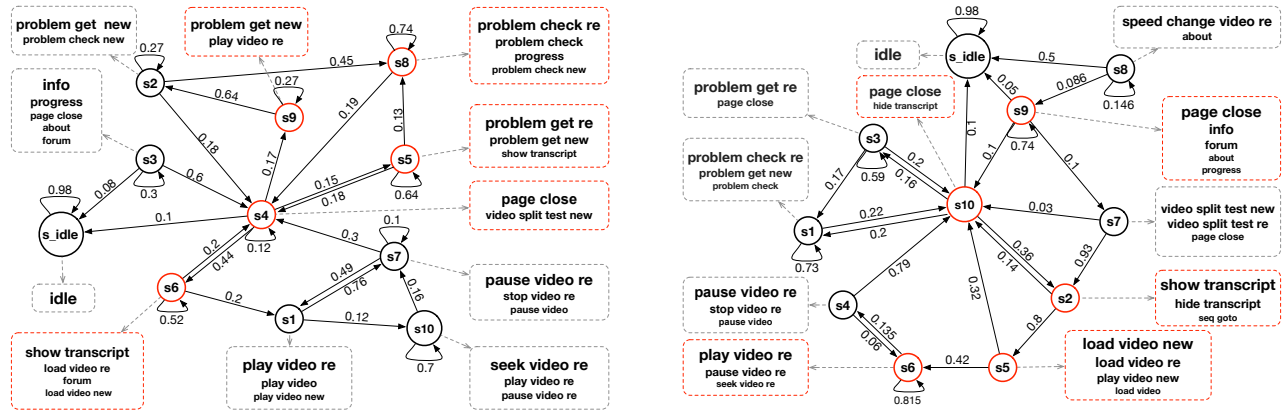 problem get new
problem check new
problem get new
play video re
problem check re
problem check
progress
problem check new
info
progress
page close
about
forum
problem get re
problem get new
show transcript
page close
video split test new
idle
show transcript
load video re
forum
load video new
play video re
play video
play video new
pause video re
stop video re
pause video
seek video re
play video re
pause video re
s2
s8
s9
s3
s5
s4
s_idle
s6
s7
s1
s10
0.27
0.45
0.74
0.27
0.64
0.19
0.13
0.18
0.17
0.3
0.6
0.08
0.98
0.15
0.18
0.64
0.1
0.12
0.2
0.44
0.52
0.3
0.1
0.49
0.76
0.2
0.12
0.16
0.7
idle
speed change video re
about
problem get re
page close
page close
hide transcript
page close
info
forum
about
progress
problem check re
problem get new
problem check
video split test new
video split test re
page close
pause video re
stop video re
pause video
show transcript
hide transcript
seq goto
play video re
pause video re
seek video re
load video new
load video re
play video new
load video
s_idle
s8
s9
s3
s10
s1
s7
s4
s2
s6
s5
0.98
0.5
0.05
0.086
0.146
0.74
0.1
0.1
0.1
0.2
0.16
0.59
0.17
0.22
0.2
0.73
0.03
0.93
0.36
0.14
0.79
0.32
0.8
0.135
0.06
0.42
0.815